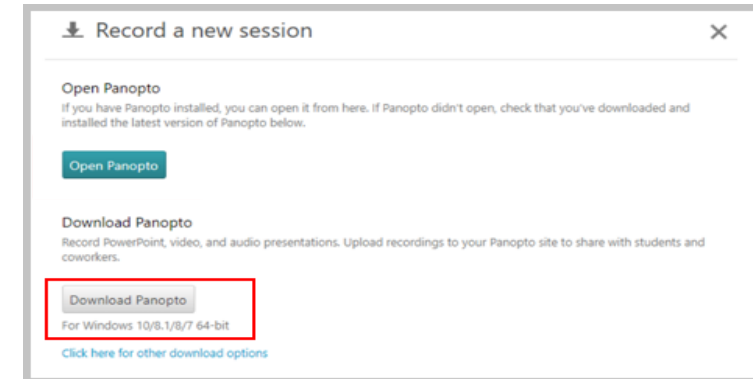 Record a new session
Open Panopto
If you have Panopto installed, you can open it from here. If Panopto didn't open, check that you've downloaded and
installed the latest version of Panopto below.
Open Panopto
Download Panopto
Record PowerPoint, video, and audio presentations. Upload recordings to your Panopto site to share with students and
coworkers.
Download Panopto
For Windows 10/8.1/8/7 64-bit
Click here for other download options